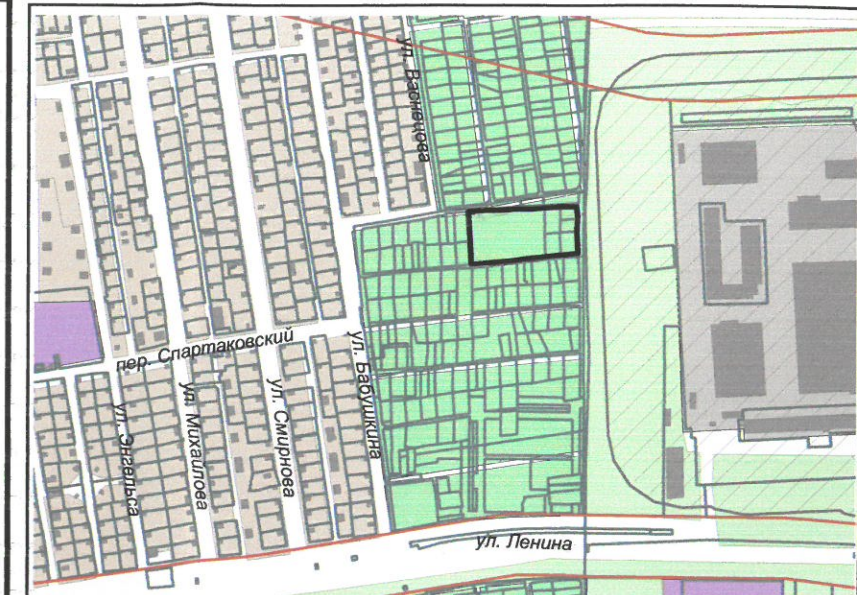 ул. Васнецова
пер. Спартаковский
ул. Бабушкина
ул. Энгельса
ул. Михайлова
ул. Смирнова
ул. Ленина